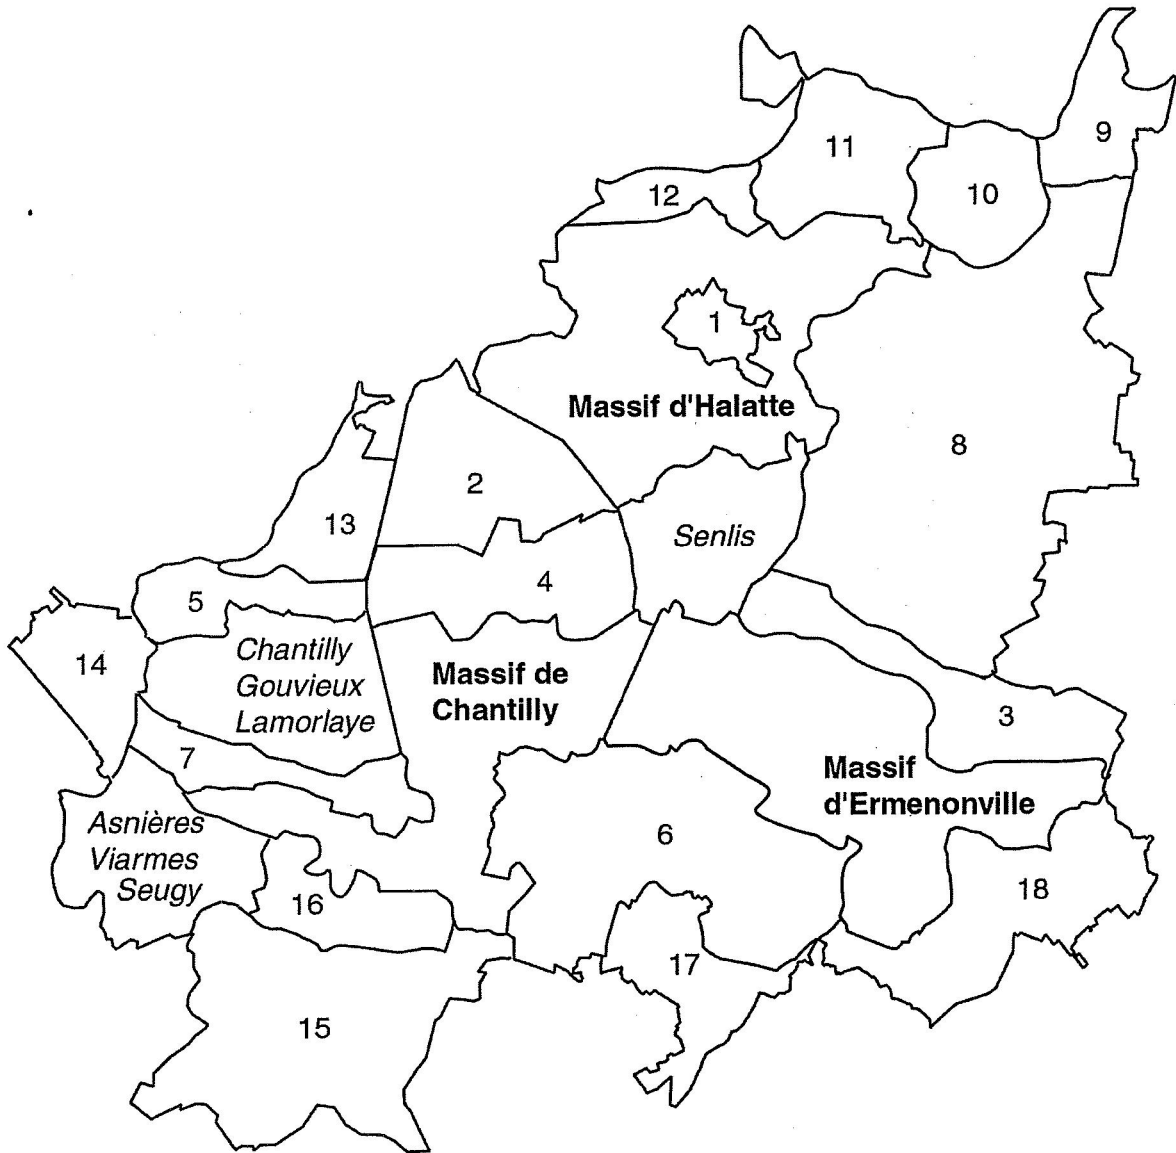 9
11
10
12
1
Massif d'Halatte
8
2
13
Senlis
4
5
Chantilly
Gouvieux
Lamorlaye
14
Massif de
Chantilly
3
7
Massif
d'Ermenonville
Asnières
Viarmes
Seugy
6
16
18
17
15